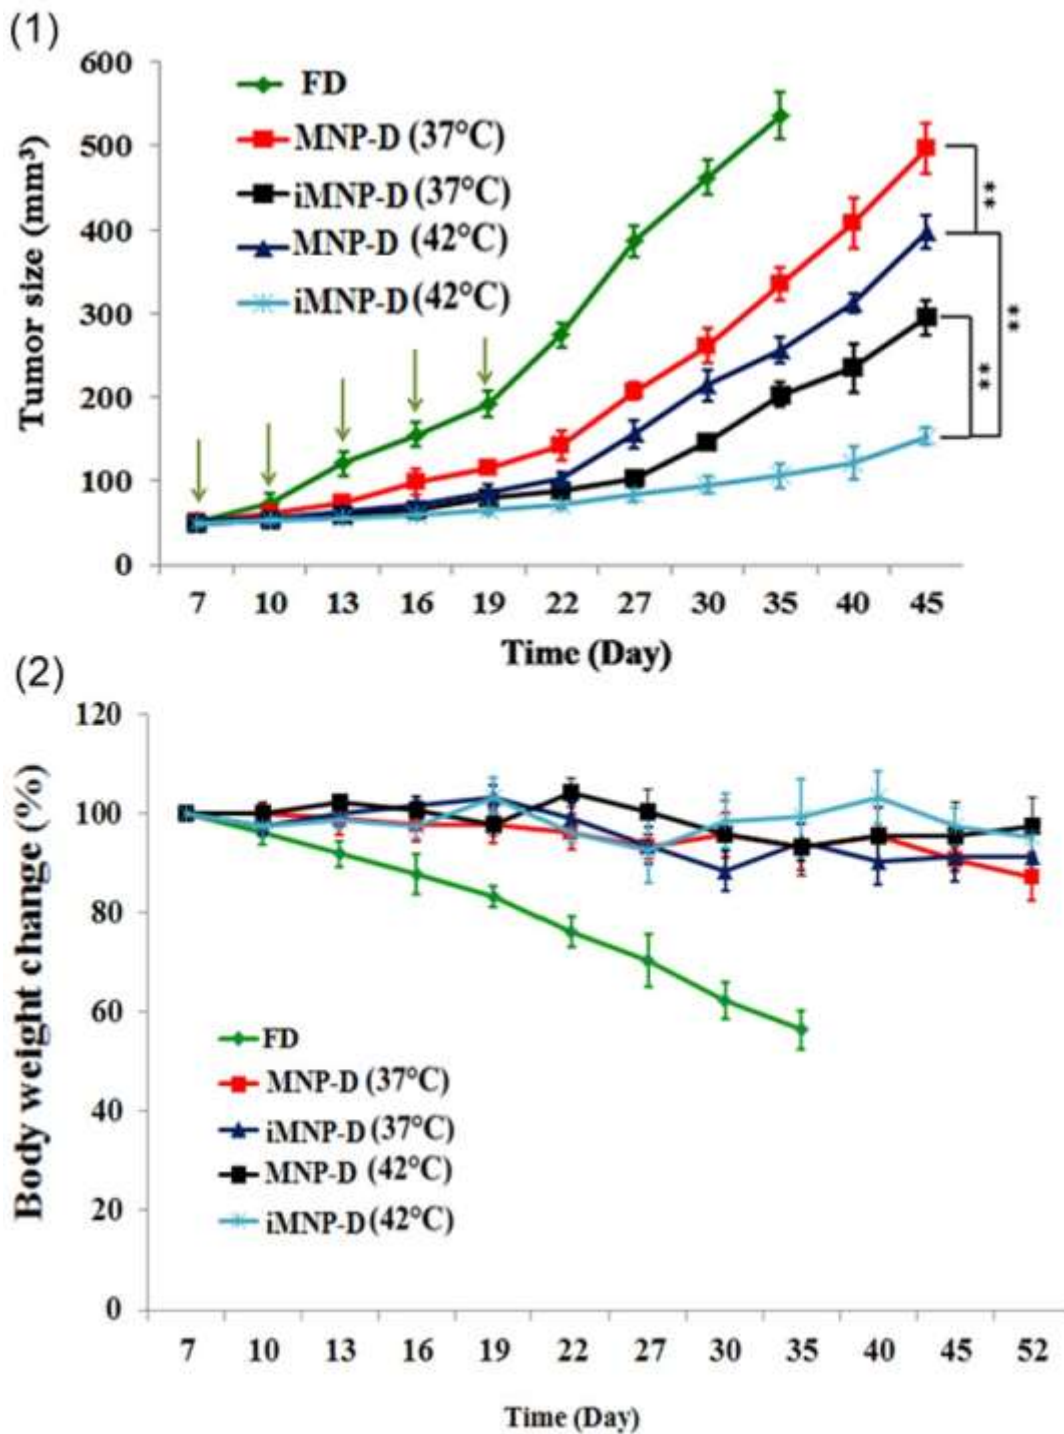 (1)
Tumor size (mm³)
600
500
400
300
200
100
0
FD
MNP-D (37°C)
iMNP-D (37°C)
MNP-D (42°C)
iMNP-D (42°C)
**
**
**
7 10 13 16 19 22 27 30 35 40 45
Time (Day)
(2)
Body weight change (%)
120
100
80
60
40
20
0
FD
MNP-D (37°C)
iMNP-D (37°C)
MNP-D (42°C)
iMNP-D (42°C)
7 10 13 16 19 22 27 30 35 40 45 52
Time (Day)